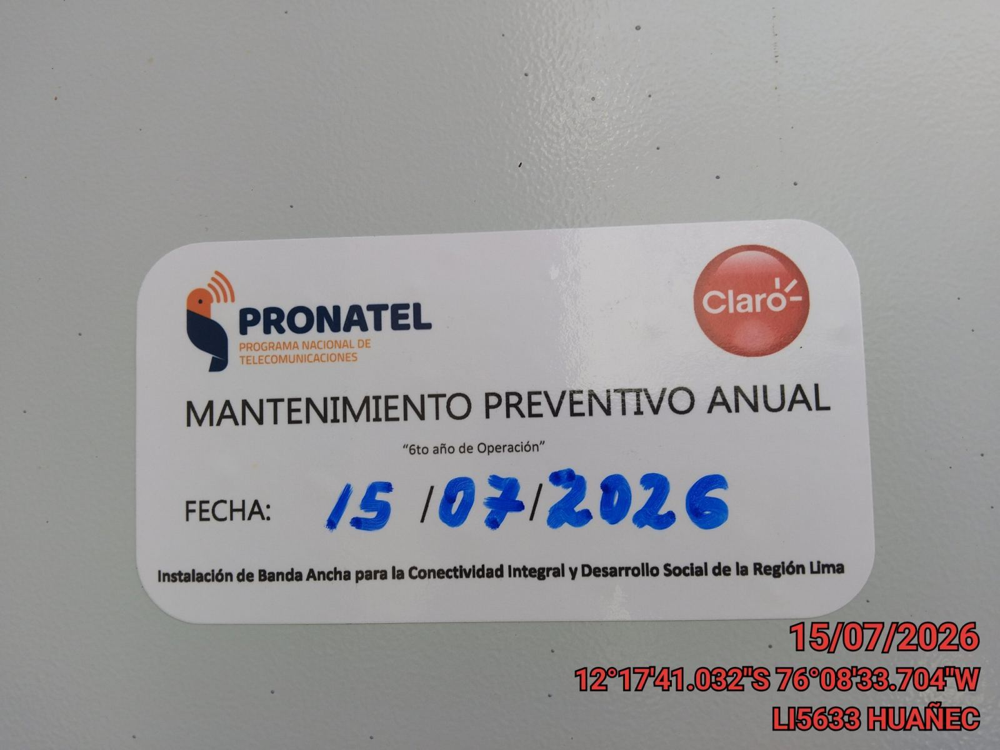 PRONATEL
PROGRAMA NACIONAL DE
TELECOMUNICACIONES
Claro
MANTENIMIENTO PREVENTIVO ANUAL
“6to año de Operación”
FECHA: 15 / 07 / 2026
Instalación de Banda Ancha para la Conectividad Integral y Desarrollo Social de la Región Lima
15/07/2026
12°17'41.032"S 76°08'33.704"W
LI5633 HUAÑEC